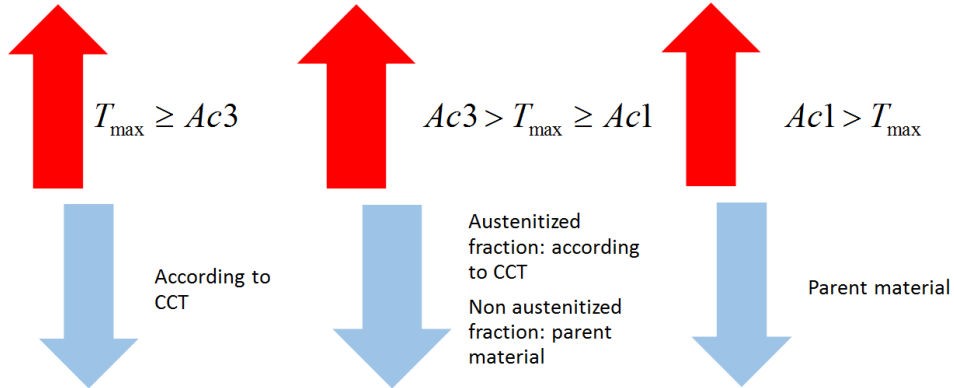 T_max ≥ Ac3
According to
CCT
Ac3 > T_max ≥ Ac1
Austenitized
fraction: according
to CCT
Non austenitized
fraction: parent
material
Ac1 > T_max
Parent material